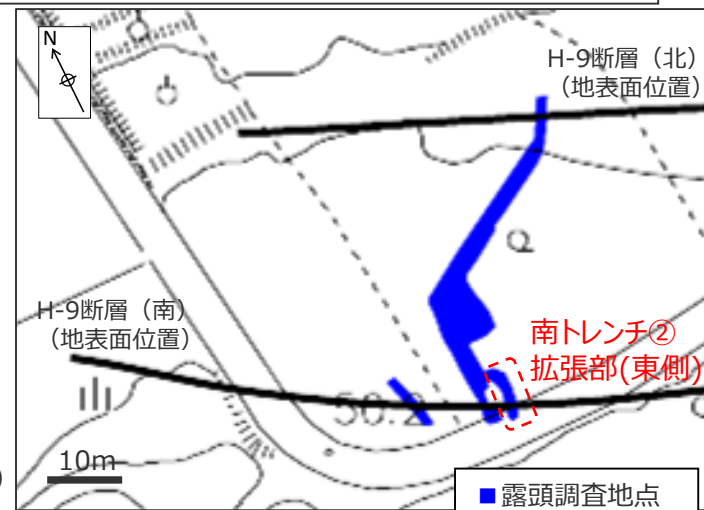 N
H-9断層（北）
（地表面位置）
H-9断層（南）
（地表面位置）
南トレンチ②
拡張部(東側)
50.2
10m
)
■露頭調査地点